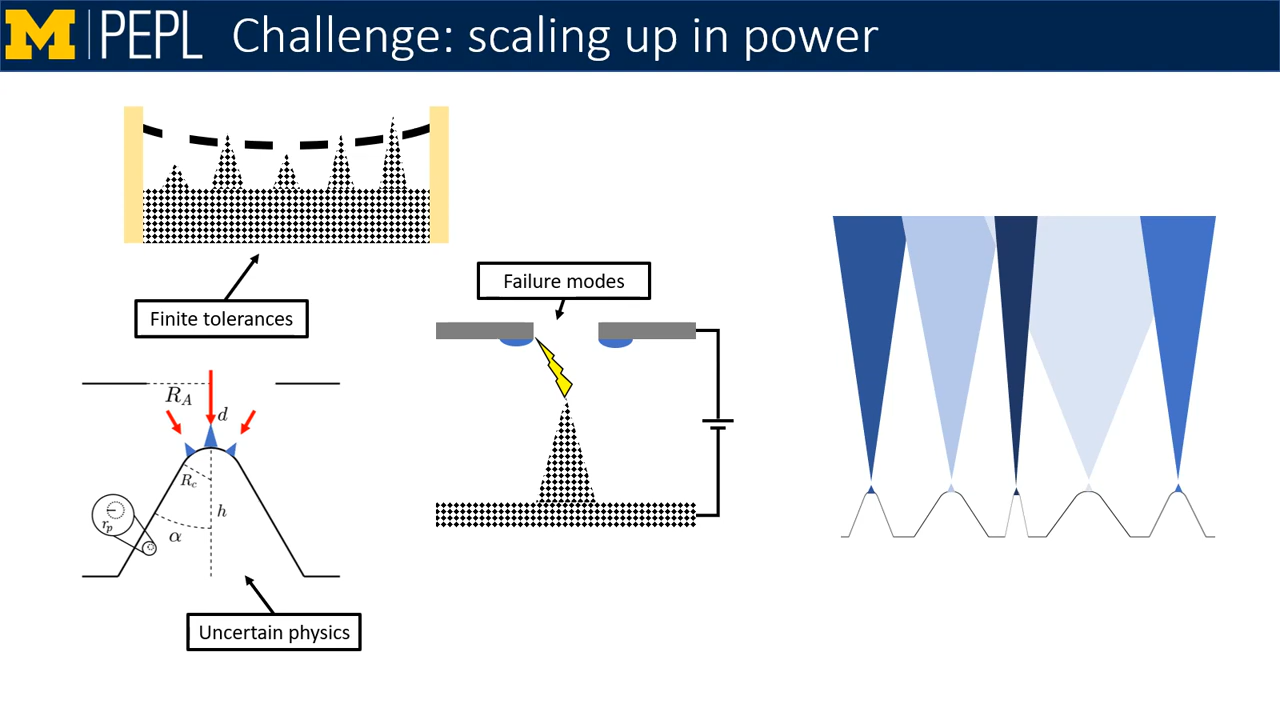 M PEPL Challenge: scaling up in power
Failure modes
Finite tolerances
R_A
d
R_c
h
r_p
α
Uncertain physics